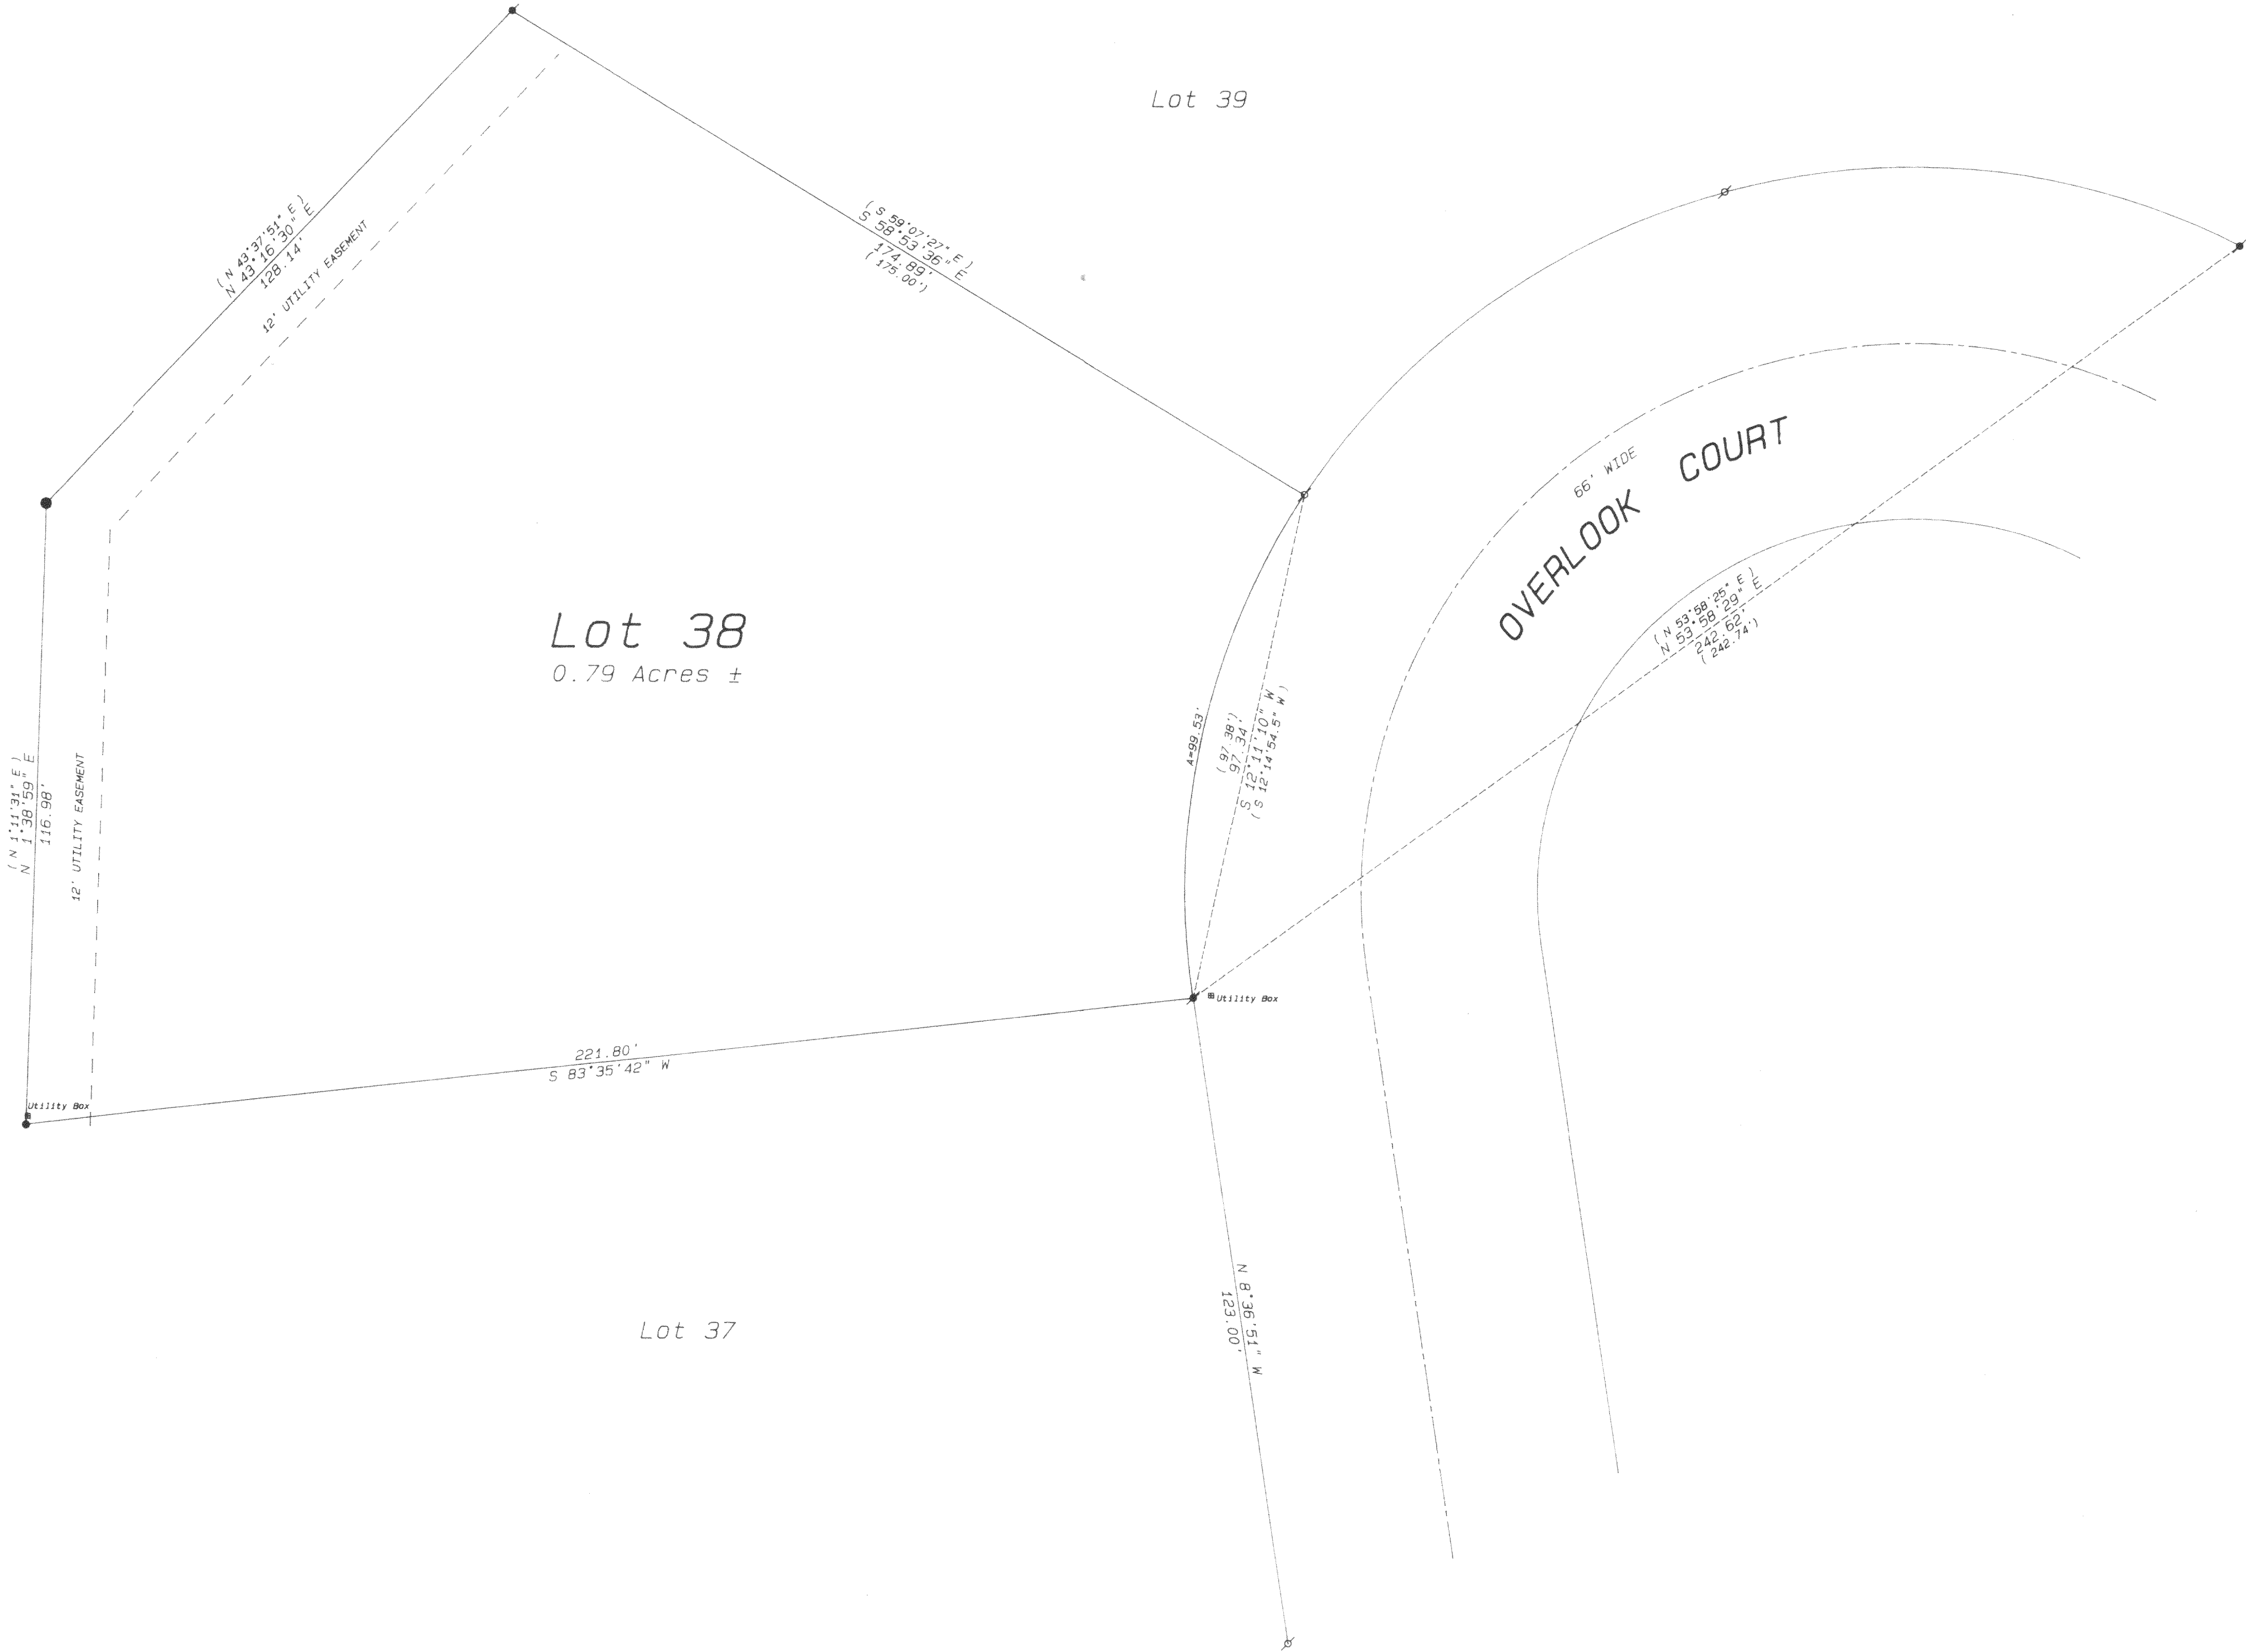 Lot 39
( N 43°37'51" E )
N 43°16'30" E
128.14'
12' UTILITY EASEMENT
( S 59°07'27" E )
S 58°53'36" E
174.89'
( 175.00')
66' WIDE
OVERLOOK COURT
( N 53°58'25" E )
N 53°58'29" E
242.62'
( 242.74')
Lot 38
0.79 Acres ±
A=99.53'
( 97.38')
97.34'
S 12°11'10" W
( S 12°14'54.5" W )
( N 1°11'31" E )
N 1°38'59" E
116.98'
12' UTILITY EASEMENT
Utility Box
221.80'
S 83°35'42" W
Utility Box
N 8°36'51" W
123.00'
Lot 37